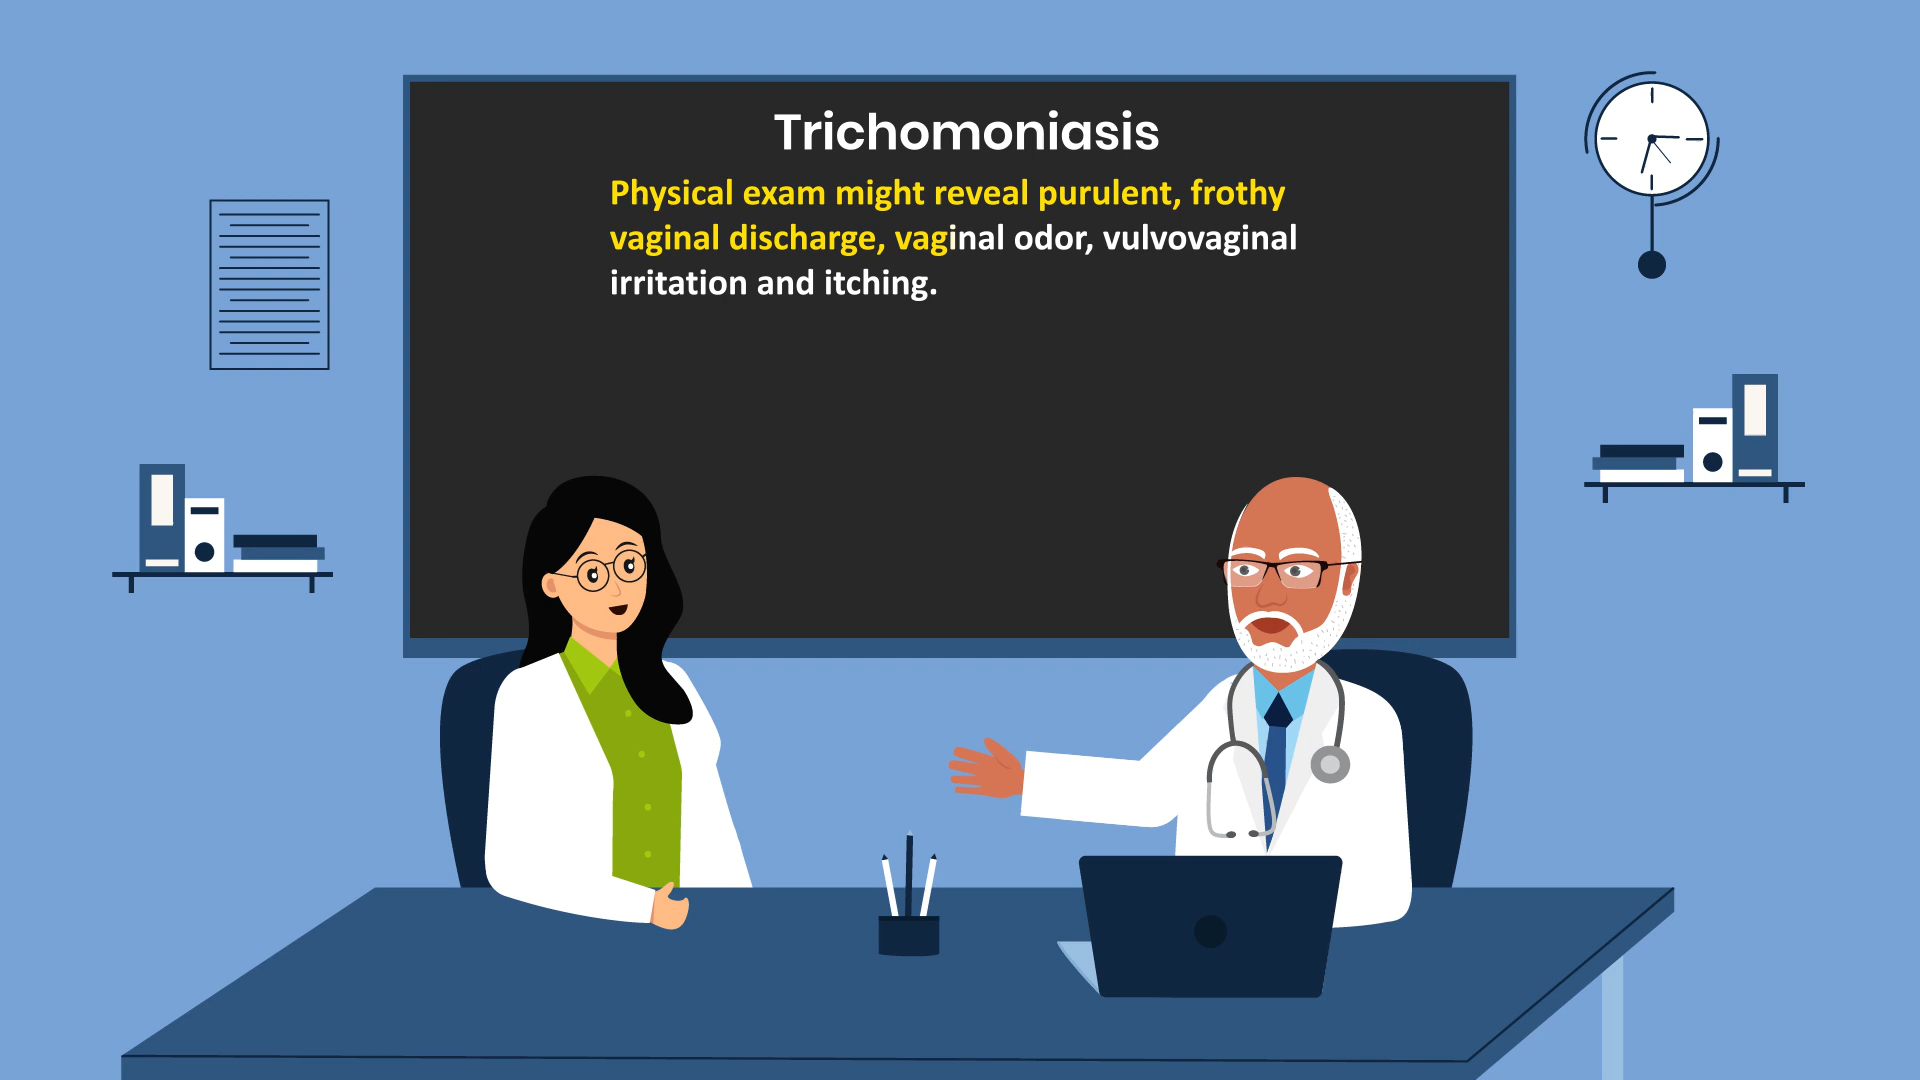 Trichomoniasis
Physical exam might reveal purulent, frothy
vaginal discharge, vaginal odor, vulvovaginal
irritation and itching.